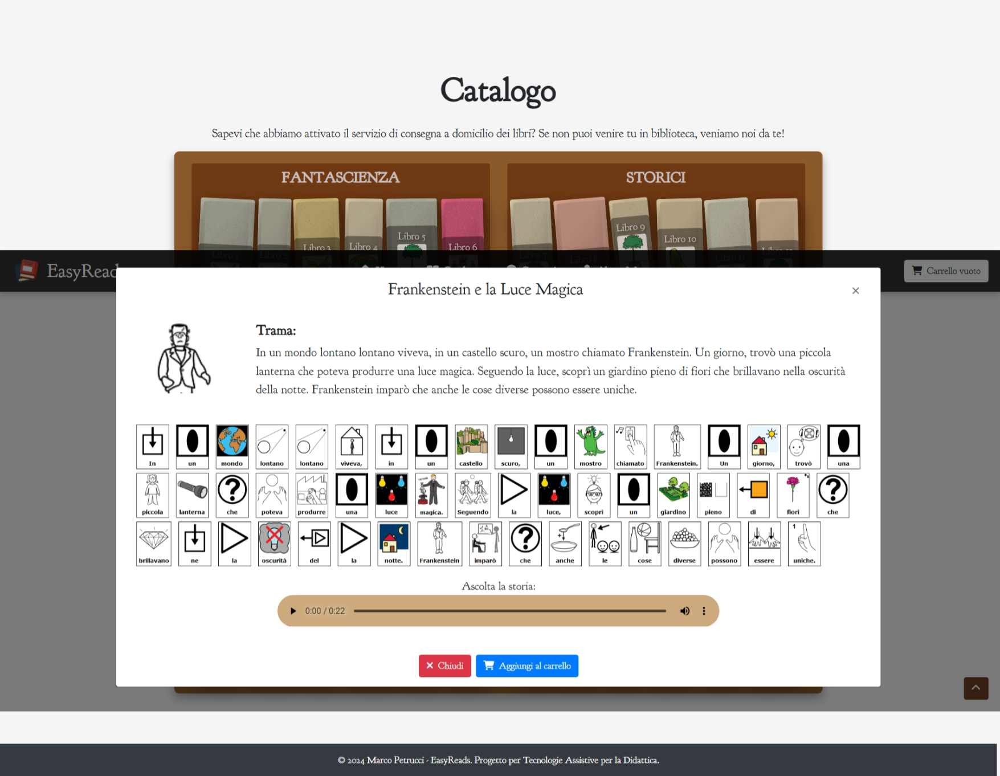 Catalogo
Sapevi che abbiamo attivato il servizio di consegna a domicilio dei libri? Se non puoi venire tu in biblioteca, veniamo noi da te!
FANTASCIENZA
STORICI
Libro 1
Libro 2
Libro 3
Libro 4
Libro 5
Libro 6
Libro 8
Libro 9
Libro 10
Libro 11
EasyRead
Carrello vuoto
Frankenstein e la Luce Magica
×
Trama:
In un mondo lontano lontano viveva, in un castello scuro, un mostro chiamato Frankenstein. Un giorno, trovò una piccola
lanterna che poteva produrre una luce magica. Seguendo la luce, scoprì un giardino pieno di fiori che brillavano nella oscurità
della notte. Frankenstein imparò che anche le cose diverse possono essere uniche.
In un mondo lontano lontano viveva, in un castello scuro, un mostro chiamato Frankenstein. Un giorno, trovò una
piccola lanterna che poteva produrre una luce magica. Seguendo la luce, scoprì un giardino pieno di fiori che
brillavano ne la oscurità del la notte. Frankenstein imparò che anche le cose diverse possono essere uniche.
Ascolta la storia:
0:00 / 0:22
Chiudi
Aggiungi al carrello
© 2024 Marco Petrucci - EasyReads. Progetto per Tecnologie Assistive per la Didattica.